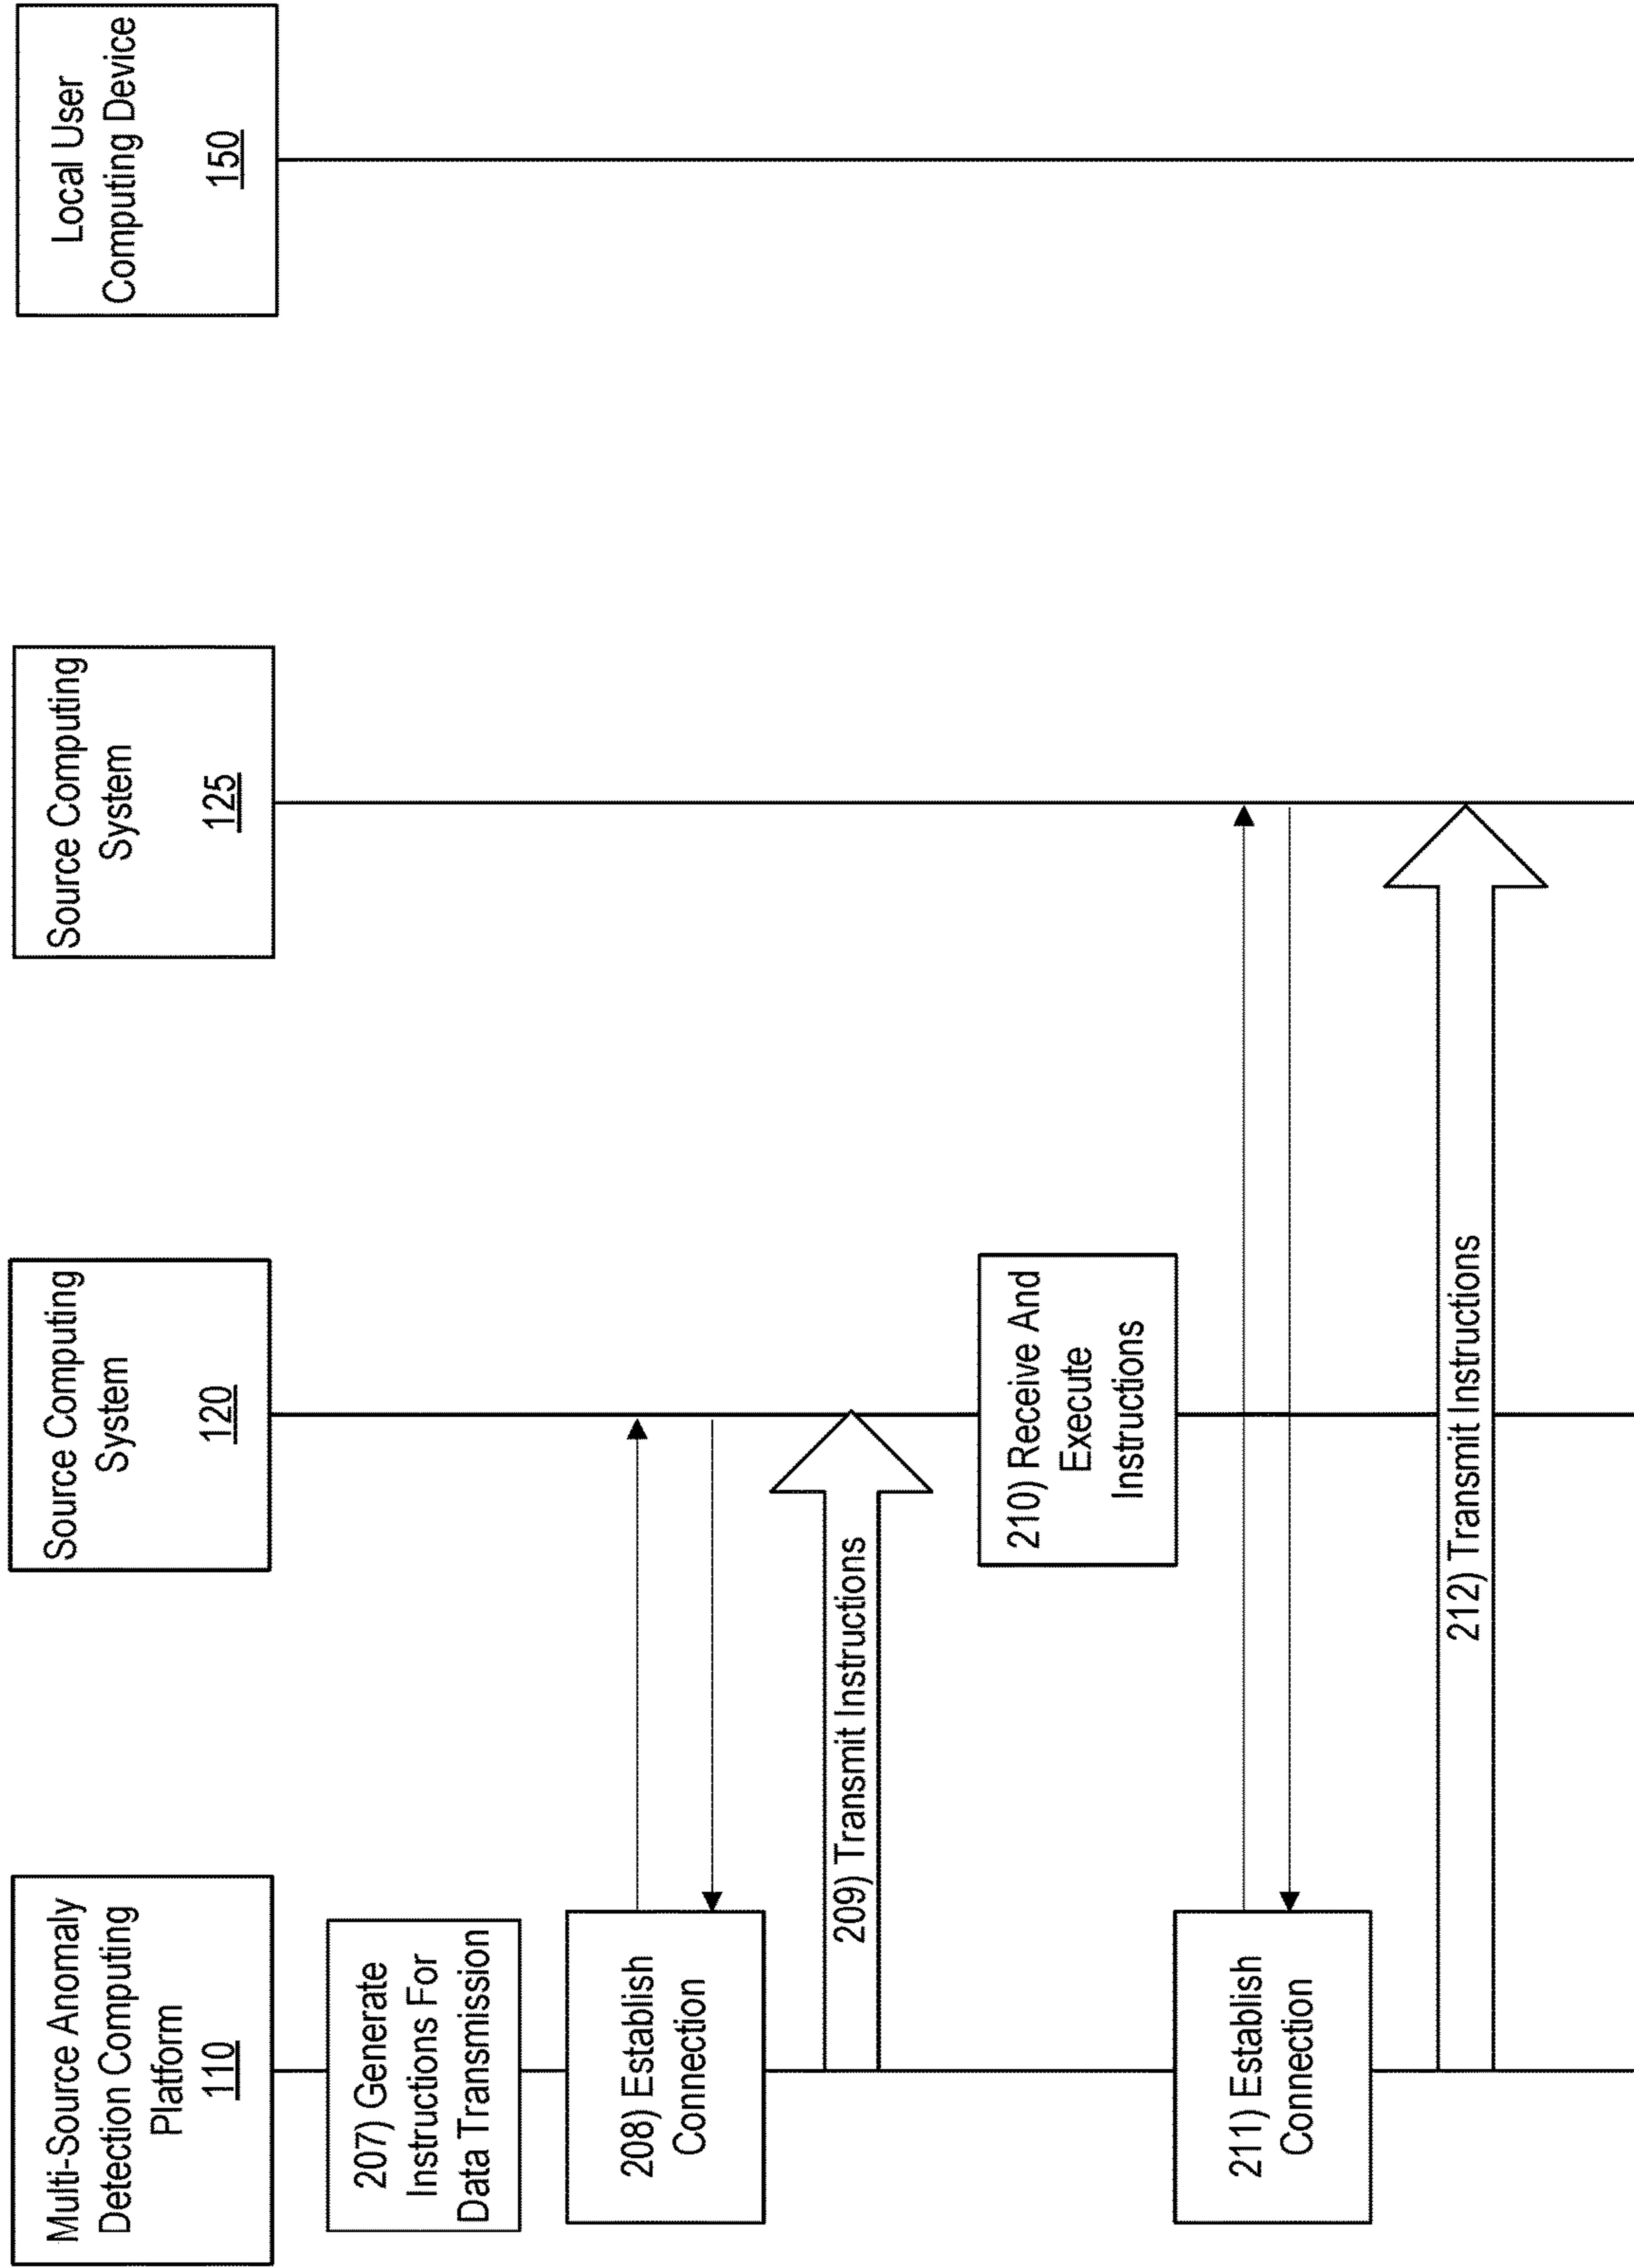 Multi-Source Anomaly
Detection Computing
Platform
110
Source Computing
System
120
Source Computing
System
125
Local User
Computing Device
150
207) Generate
Instructions For
Data Transmission
208) Establish
Connection
209) Transmit Instructions
210) Receive And
Execute
Instructions
211) Establish
Connection
212) Transmit Instructions